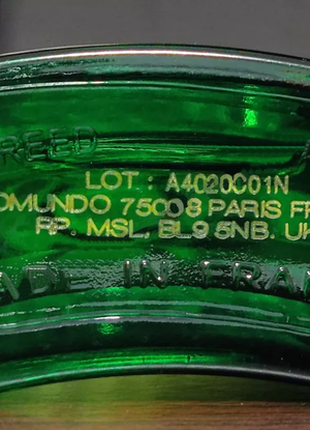 REED
LOT : A4020C01N
OMUNDO 75008 PARIS FR
RP. MSL. BL9 5NB. UK
ADE IN FRAN